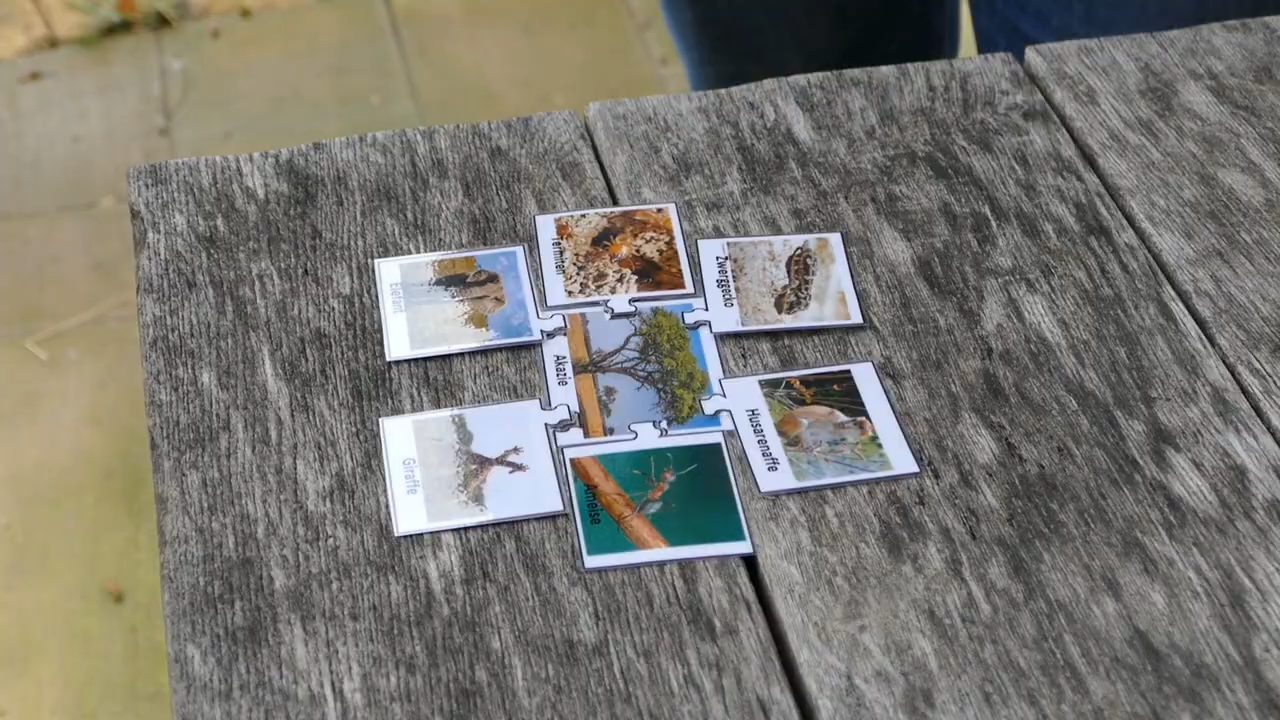 Elefant
Termiten
Zwerggecko
Akazie
Giraffe
Ameise
Husarenaffe